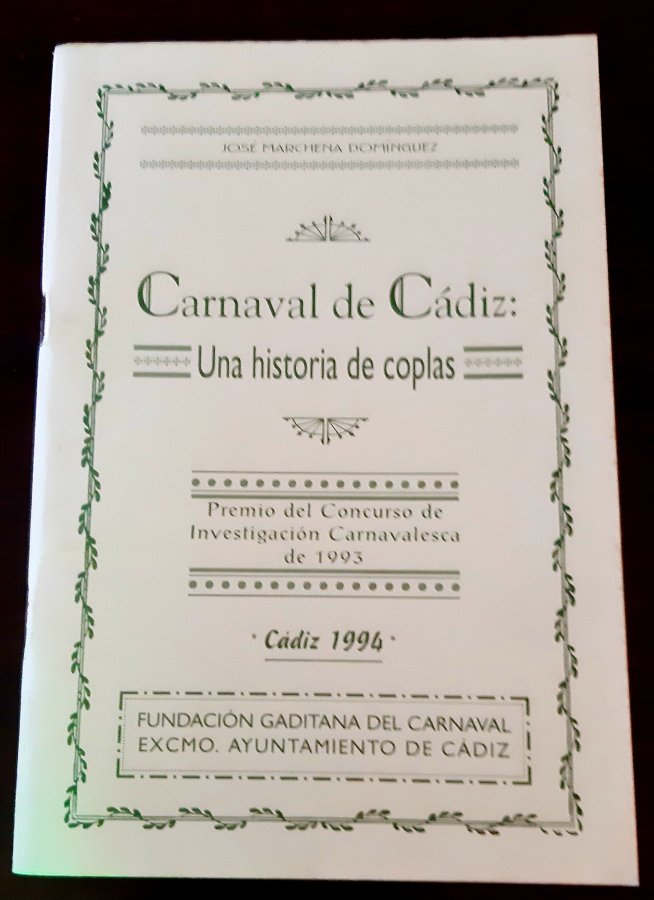 JOSÉ MARCHENA DOMÍNGUEZ
Carnaval de Cádiz:
Una historia de coplas
Premio del Concurso de
Investigación Carnavalesca
de 1993
· Cádiz 1994 ·
FUNDACIÓN GADITANA DEL CARNAVAL
EXCMO. AYUNTAMIENTO DE CÁDIZ